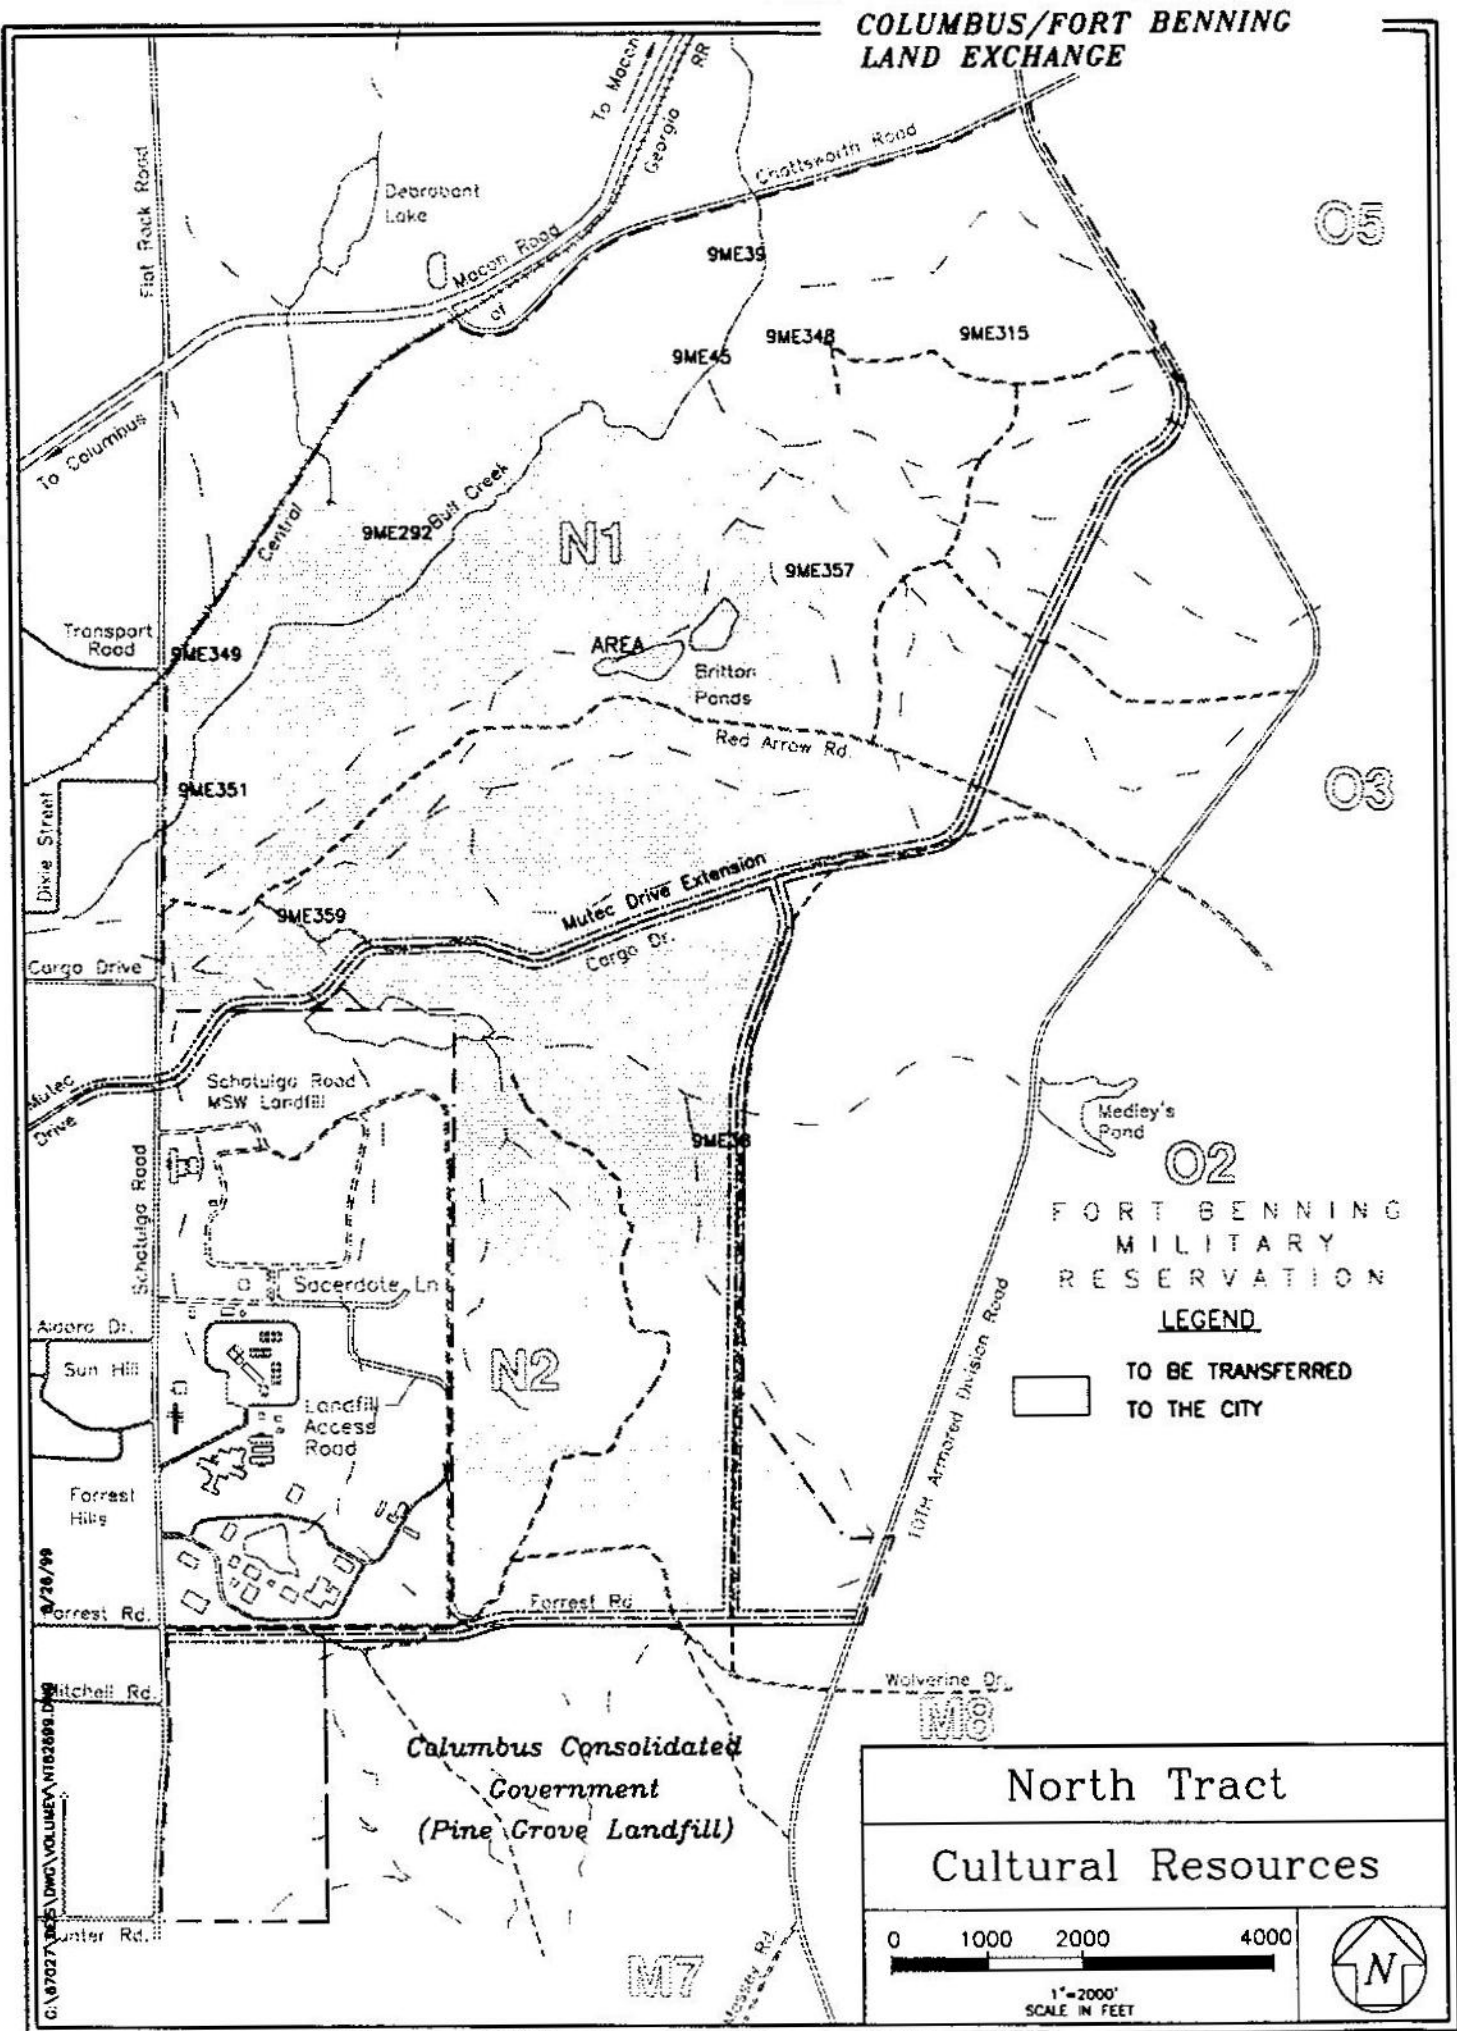 COLUMBUS/FORT BENNING
LAND EXCHANGE
To Macon
RR
Georgia
Chattsworth Road
Flat Rock Road
Debrabant
Lake
O5
Macon Road
of
9ME39
9ME348
9ME315
9ME45
To Columbus
Central
9ME292
Bull Creek
N1
9ME357
Transport
Road
9ME349
AREA
Britton
Ponds
Red Arrow Rd.
O3
9ME351
Dixie Street
9ME359
Mutec Drive Extension
Cargo Dr.
Cargo Drive
Mutec
Drive
Schatulga Road
MSW Landfill
Medley's
Pond
9ME38
O2
FORT BENNING
MILITARY
RESERVATION
Schatulga Road
Sacerdote Ln
LEGEND
TO BE TRANSFERRED
TO THE CITY
Sun Hill
N2
Landfill
Access
Road
10TH Armored Division Road
Forrest
Hills
Forrest Rd.
Forrest Rd
Mitchell Rd.
Wolverine Dr.
M8
Columbus Consolidated
Government
(Pine Grove Landfill)
North Tract
Cultural Resources
0 1000 2000 4000
1"=2000'
SCALE IN FEET
N
M7